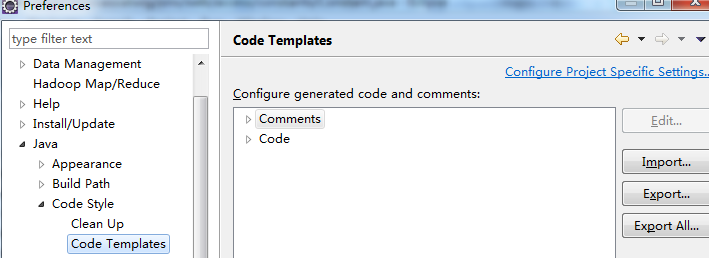 Preferences
type filter text
Data Management
Hadoop Map/Reduce
Help
Install/Update
Java
Appearance
Build Path
Code Style
Clean Up
Code Templates
Code Templates
Configure Project Specific Settings..
Configure generated code and comments:
Comments
Code
Edit...
Import...
Export...
Export All...